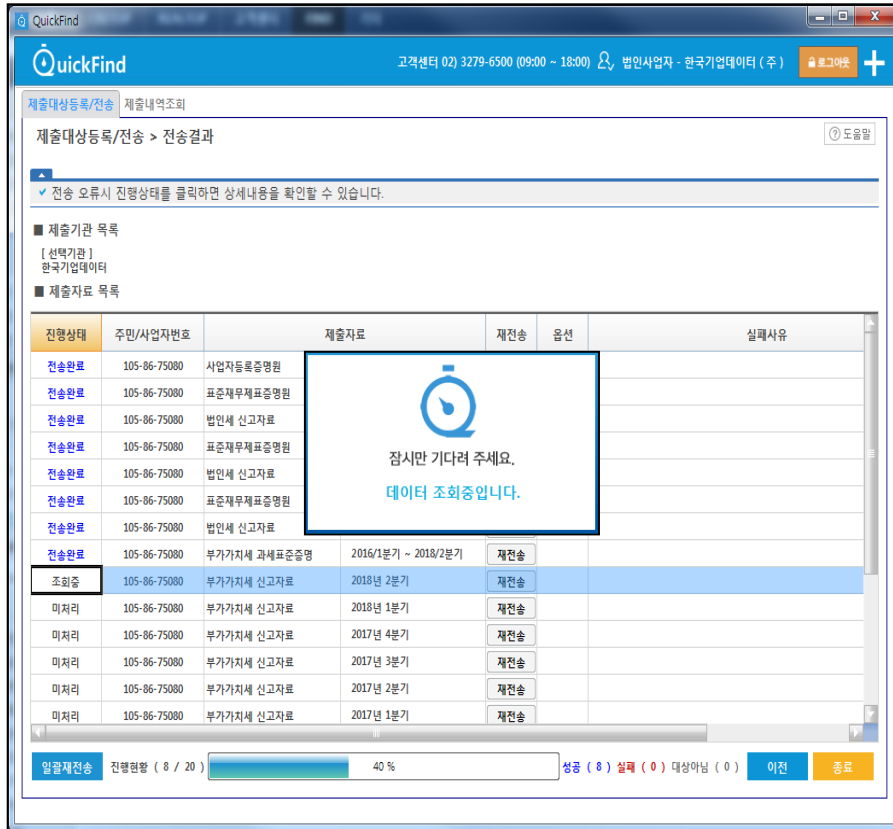 QuickFind
QuickFind 고객센터 02) 3279-6500 (09:00 ~ 18:00) 법인사업자 - 한국기업데이터 ( 주 ) 로그아웃
제출대상등록/전송 제출내역조회
제출대상등록/전송 > 전송결과 도움말
전송 오류시 진행상태를 클릭하면 상세내용을 확인할 수 있습니다.
■ 제출기관 목록
[ 선택기관 ]
한국기업데이터
■ 제출자료 목록
진행상태 주민/사업자번호 제출자료 재전송 옵션 실패사유
전송완료 105-86-75080 사업자등록증명원
전송완료 105-86-75080 표준재무제표증명원
전송완료 105-86-75080 법인세 신고자료
전송완료 105-86-75080 표준재무제표증명원
전송완료 105-86-75080 법인세 신고자료
전송완료 105-86-75080 표준재무제표증명원
전송완료 105-86-75080 법인세 신고자료
잠시만 기다려 주세요.
데이터 조회중입니다.
전송완료 105-86-75080 부가가치세 과세표준증명 2016/1분기 ~ 2018/2분기 재전송
조회중 105-86-75080 부가가치세 신고자료 2018년 2분기 재전송
미처리 105-86-75080 부가가치세 신고자료 2018년 1분기 재전송
미처리 105-86-75080 부가가치세 신고자료 2017년 4분기 재전송
미처리 105-86-75080 부가가치세 신고자료 2017년 3분기 재전송
미처리 105-86-75080 부가가치세 신고자료 2017년 2분기 재전송
미처리 105-86-75080 부가가치세 신고자료 2017년 1분기 재전송
일괄재전송 진행현황 ( 8 / 20 ) 40 % 성공 ( 8 ) 실패 ( 0 ) 대상아님 ( 0 ) 이전 종료